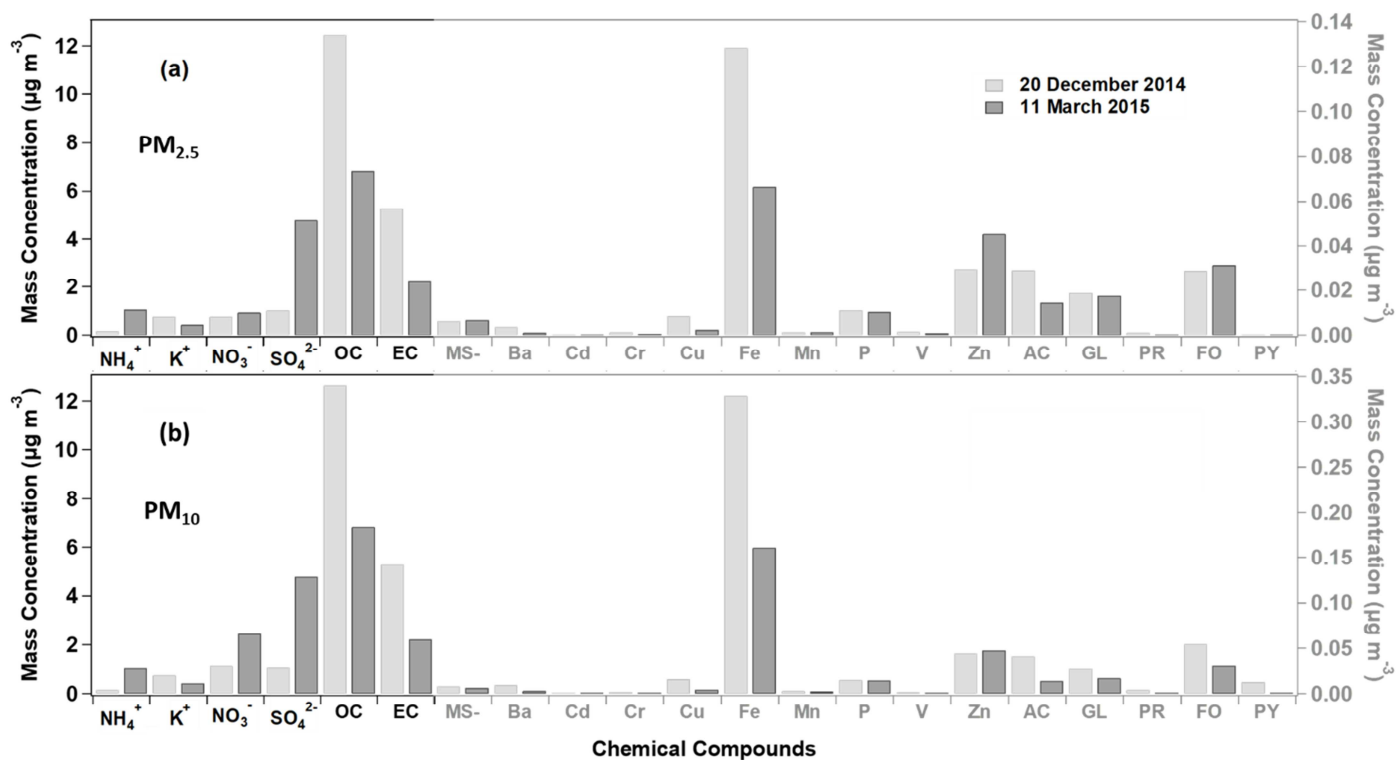 Mass Concentration (µg m⁻³)
12
10
8
6
4
2
0
(a)
PM₂.₅
20 December 2014
11 March 2015
0.14
0.12
0.10
0.08
0.06
0.04
0.02
0.00
Mass Concentration (µg m⁻³)
NH₄⁺ K⁺ NO₃⁻ SO₄²⁻ OC EC MS- Ba Cd Cr Cu Fe Mn P V Zn AC GL PR FO PY
Mass Concentration (µg m⁻³)
12
10
8
6
4
2
0
(b)
PM₁₀
0.35
0.30
0.25
0.20
0.15
0.10
0.05
0.00
Mass Concentration (µg m⁻³)
NH₄⁺ K⁺ NO₃⁻ SO₄²⁻ OC EC MS- Ba Cd Cr Cu Fe Mn P V Zn AC GL PR FO PY
Chemical Compounds